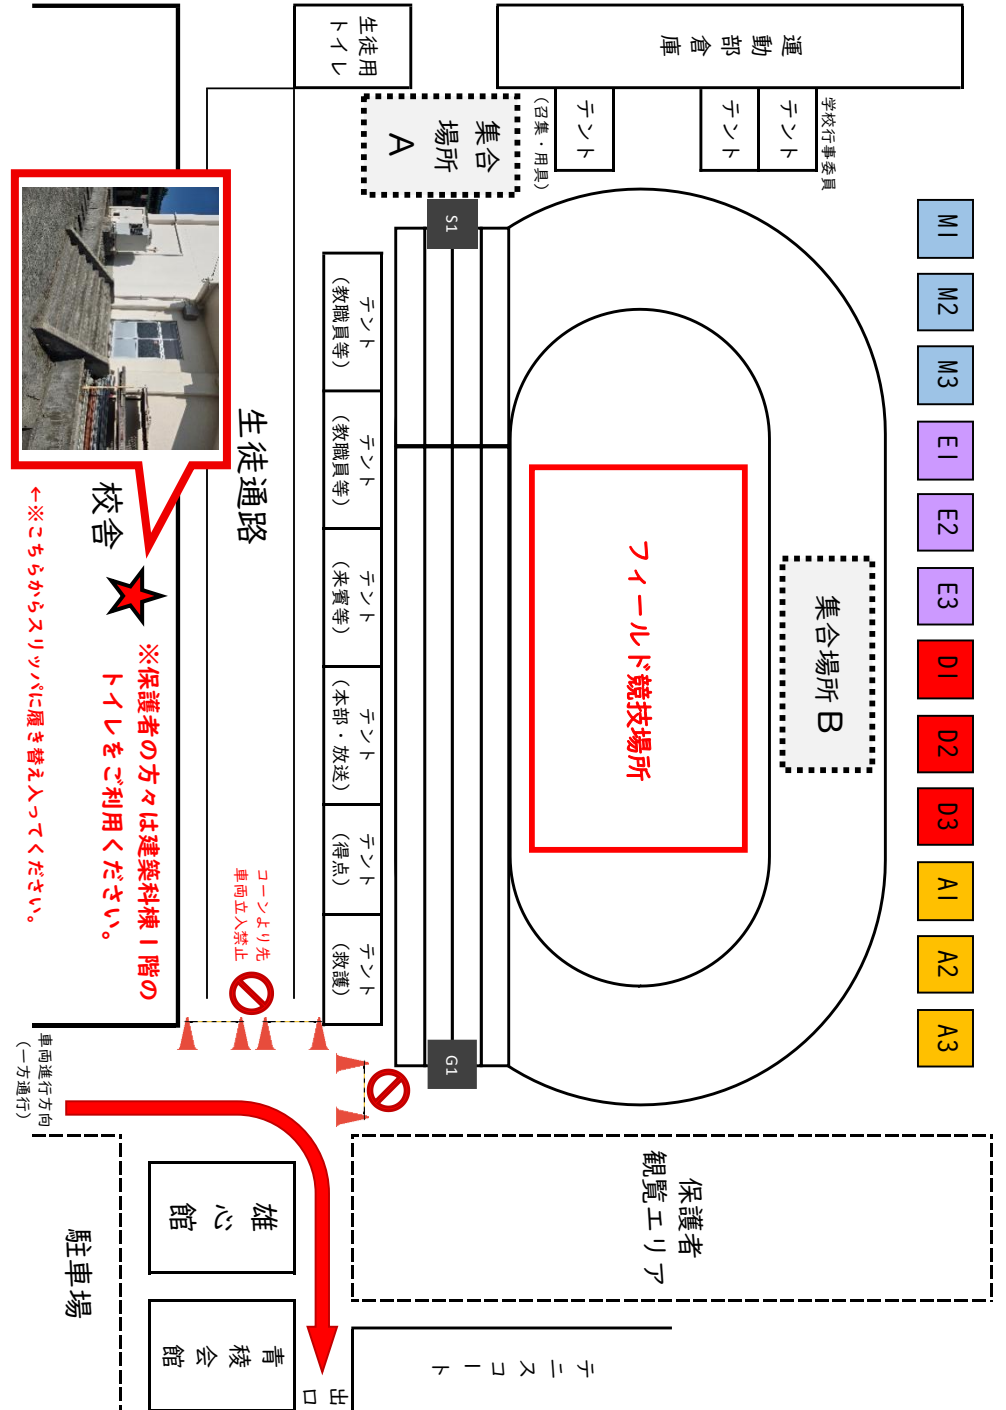 生徒用
トイレ
運動部倉庫
集合
場所
A
(召集・用具)
テント
テント
テント
学校行事委員
S1
M1
M2
M3
E1
E2
E3
D1
D2
D3
A1
A2
A3
テント
(教職員等)
テント
(教職員等)
テント
(来賓等)
テント
(本部・放送)
テント
(得点)
テント
(救護)
生徒通路
フィールド競技場所
集合場所B
校舎
※保護者の方々は建築科棟1階の
トイレをご利用ください。
←※こちらからスリッパに履き替え入ってください。
コーンより先
車両立入禁止
G1
車両進行方向
(一方通行)
保護者
観覧エリア
駐車場
雄心館
青稜会館
出口
テニスコート